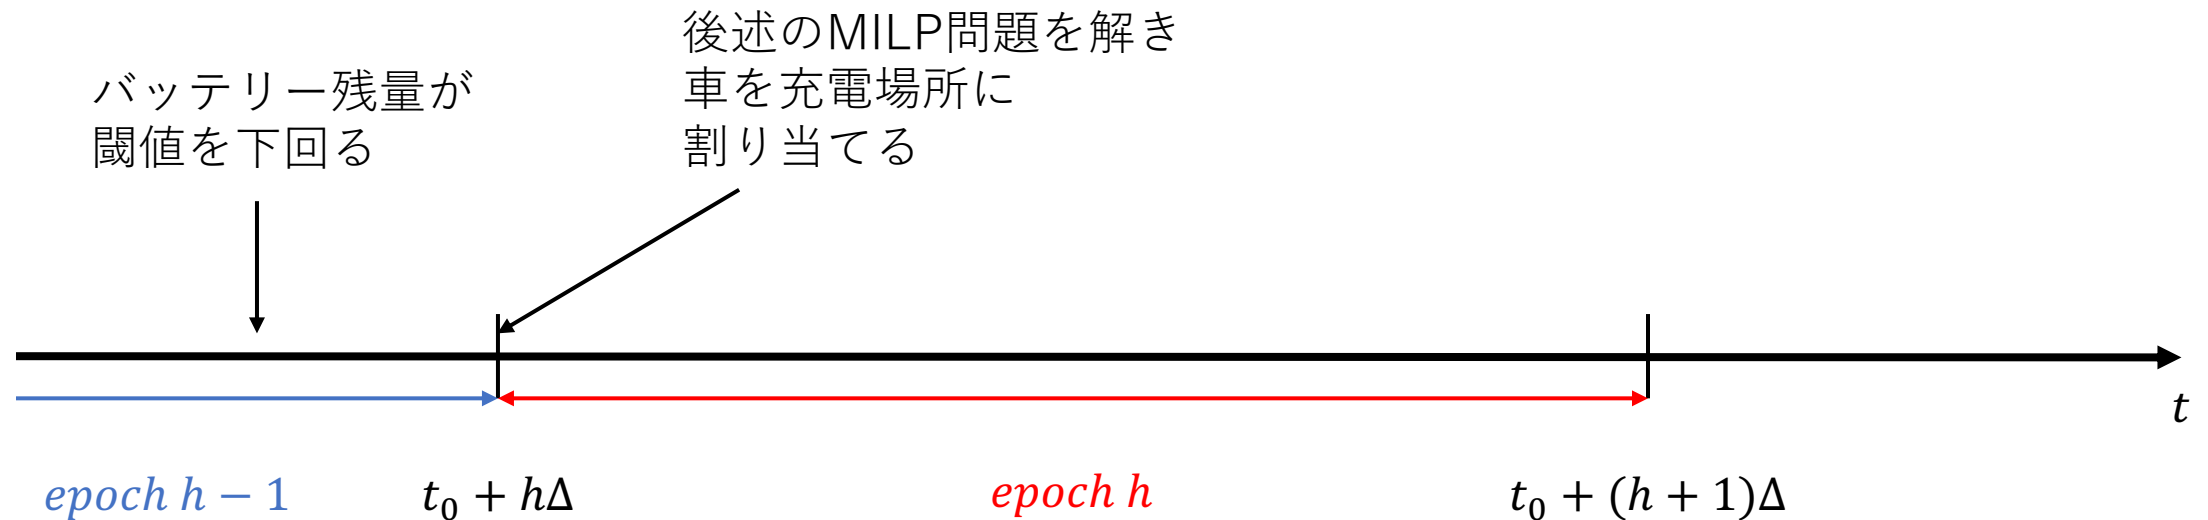 後述のMILP問題を解き
車を充電場所に
割り当てる
バッテリー残量が
閾値を下回る
t
epoch h − 1
t₀ + hΔ
epoch h
t₀ + (h + 1)Δ